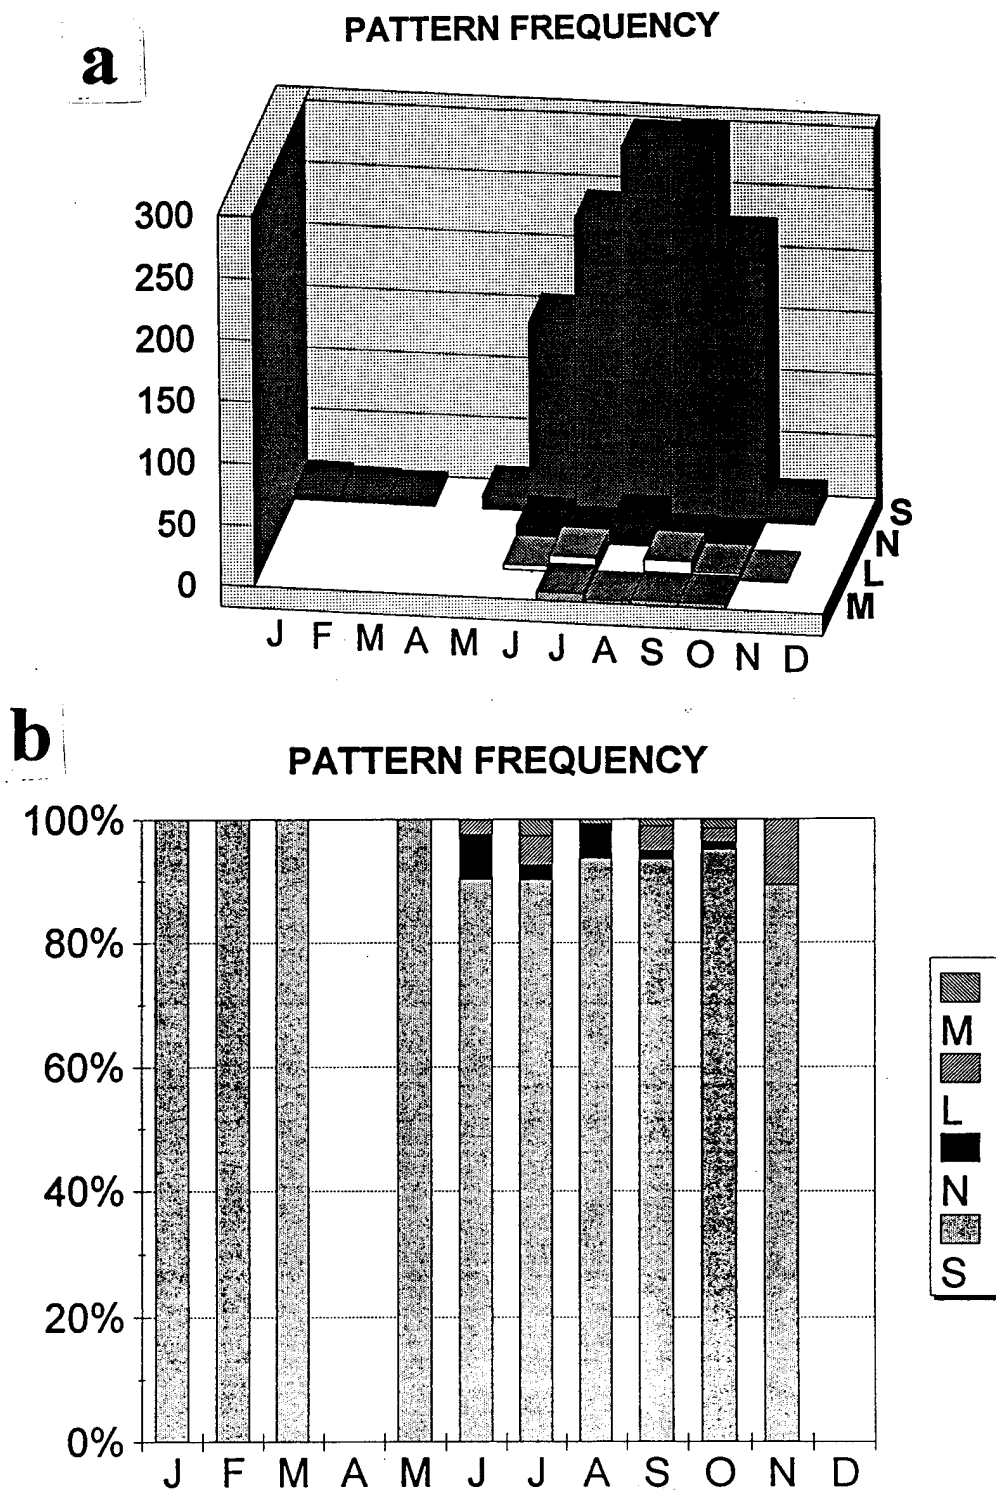 a
PATTERN FREQUENCY
300
250
200
150
100
50
0
S
N
L
M
J F M A M J J A S O N D
b
PATTERN FREQUENCY
100%
80%
60%
40%
20%
0%
J F M A M J J A S O N D
M
L
N
S